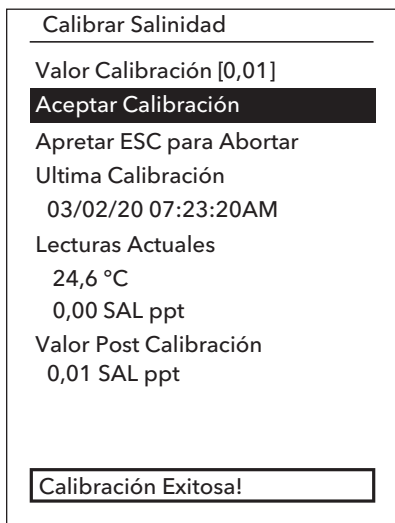 Calibrar Salinidad
Valor Calibración [0,01]
Aceptar Calibración
Apretar ESC para Abortar
Ultima Calibración
03/02/20 07:23:20AM
Lecturas Actuales
24,6 °C
0,00 SAL ppt
Valor Post Calibración
0,01 SAL ppt
Calibración Exitosa!